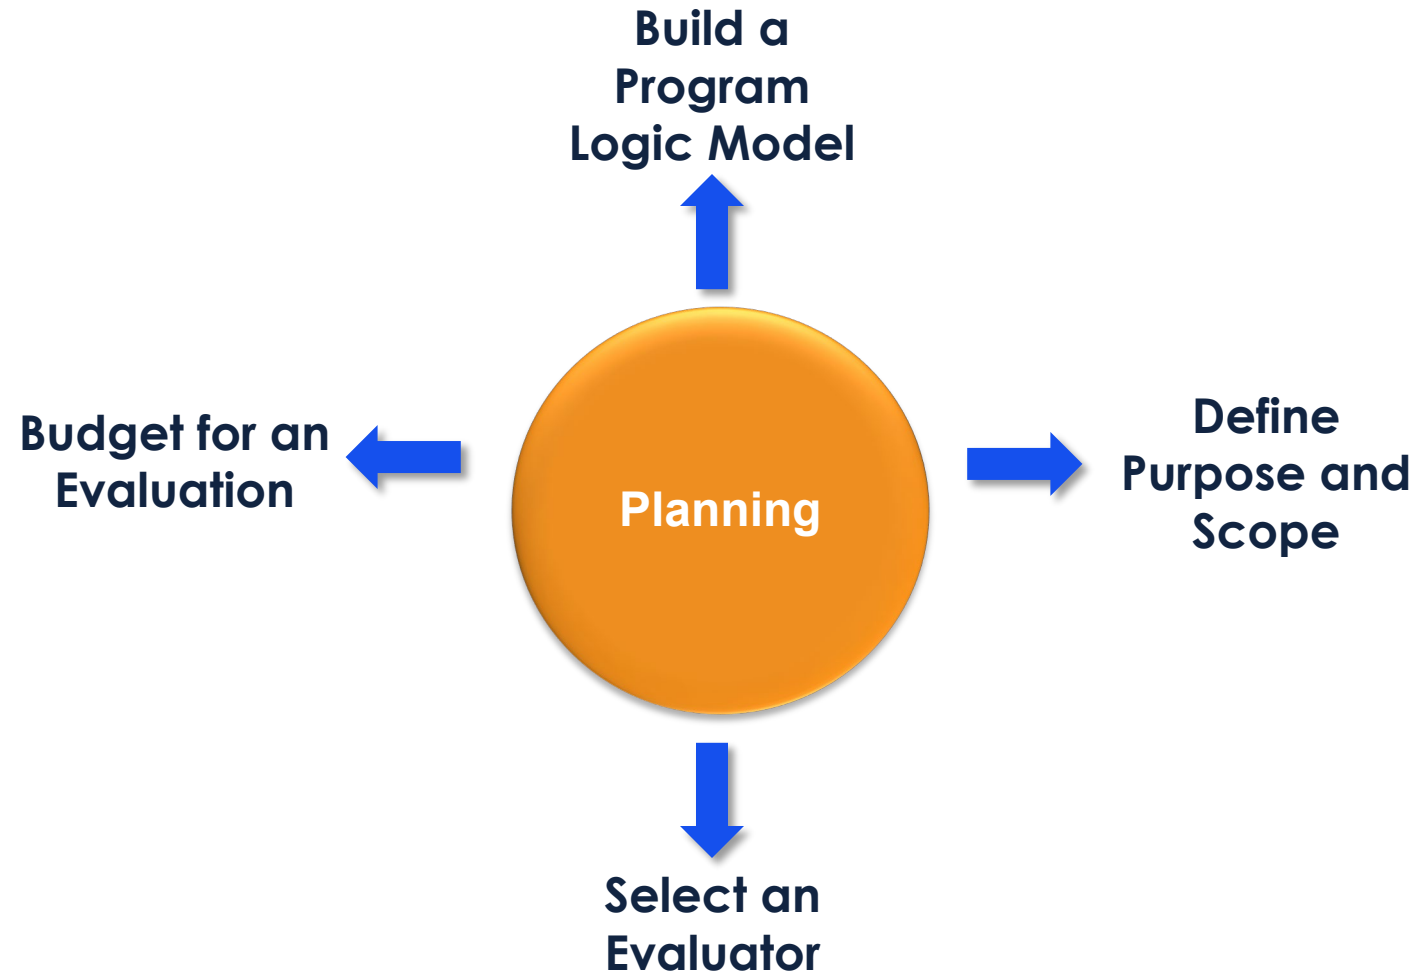 Build a
Program
Logic Model
Budget for an
Evaluation
Planning
Define
Purpose and
Scope
Select an
Evaluator